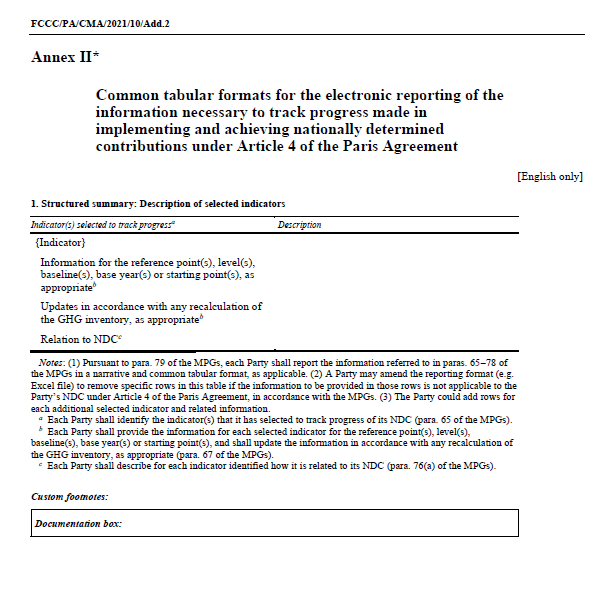 FCCC/PA/CMA/2021/10/Add.2
Annex II*
Common tabular formats for the electronic reporting of the
information necessary to track progress made in
implementing and achieving nationally determined
contributions under Article 4 of the Paris Agreement
[English only]
1. Structured summary: Description of selected indicators
Indicator(s) selected to track progressᵃ Description
{Indicator}
Information for the reference point(s), level(s),
baseline(s), base year(s) or starting point(s), as
appropriateᵇ
Updates in accordance with any recalculation of
the GHG inventory, as appropriateᵇ
Relation to NDCᶜ
Notes: (1) Pursuant to para. 79 of the MPGs, each Party shall report the information referred to in paras. 65–78 of
the MPGs in a narrative and common tabular format, as applicable. (2) A Party may amend the reporting format (e.g.
Excel file) to remove specific rows in this table if the information to be provided in those rows is not applicable to the
Party's NDC under Article 4 of the Paris Agreement, in accordance with the MPGs. (3) The Party could add rows for
each additional selected indicator and related information.
ᵃ Each Party shall identify the indicator(s) that it has selected to track progress of its NDC (para. 65 of the MPGs).
ᵇ Each Party shall provide the information for each selected indicator for the reference point(s), level(s),
baseline(s), base year(s) or starting point(s), and shall update the information in accordance with any recalculation of
the GHG inventory, as appropriate (para. 67 of the MPGs).
ᶜ Each Party shall describe for each indicator identified how it is related to its NDC (para. 76(a) of the MPGs).
Custom footnotes:
Documentation box: